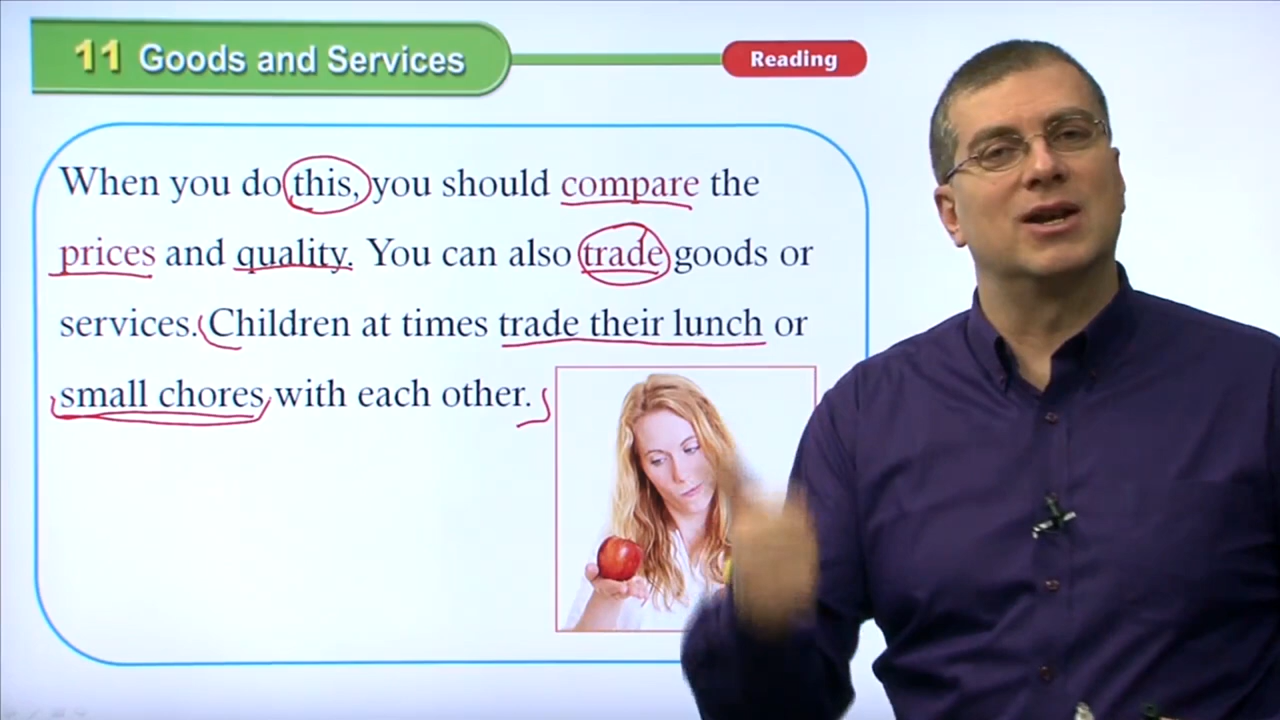 11 Goods and Services
Reading
When you do this, you should compare the
prices and quality. You can also trade goods or
services. Children at times trade their lunch or
small chores with each other.